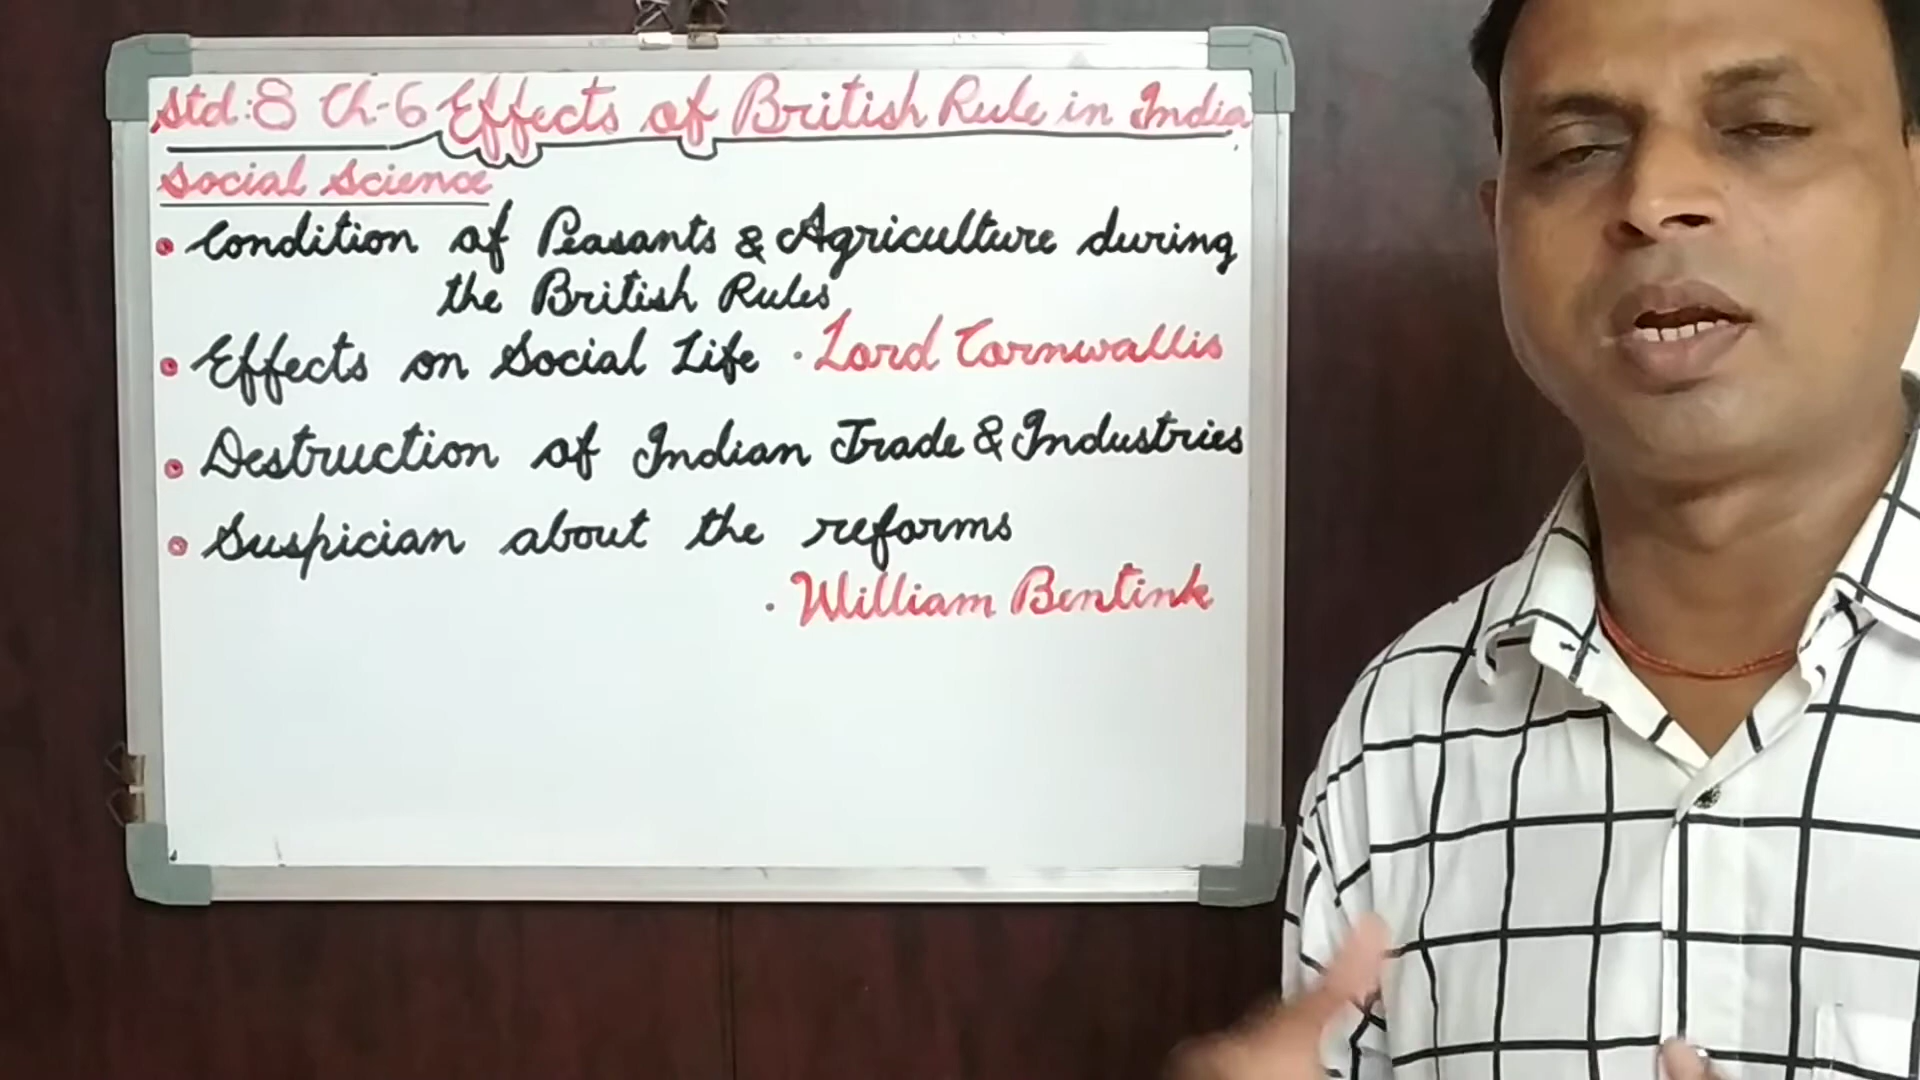 Std:8 Ch-6 Effects of British Rule in India
Social Science
• Condition of Peasants & Agriculture during
the British Rules
• Effects on Social Life • Lord Cornwallis
• Destruction of Indian Trade & Industries
• Suspician about the reforms
• William Bentink